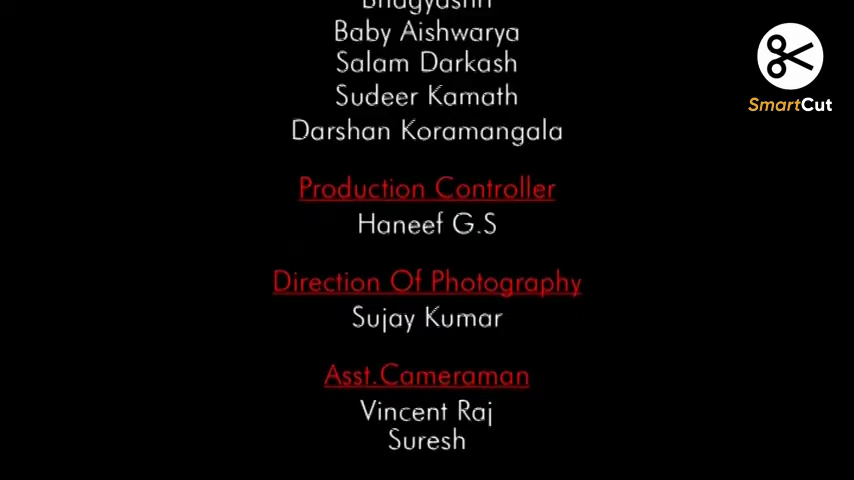 Baby Aishwarya
Salam Darkash
Sudeer Kamath
Darshan Koramangala
Production Controller
Haneef G.S
Direction Of Photography
Sujay Kumar
Asst.Cameraman
Vincent Raj
Suresh
SmartCut